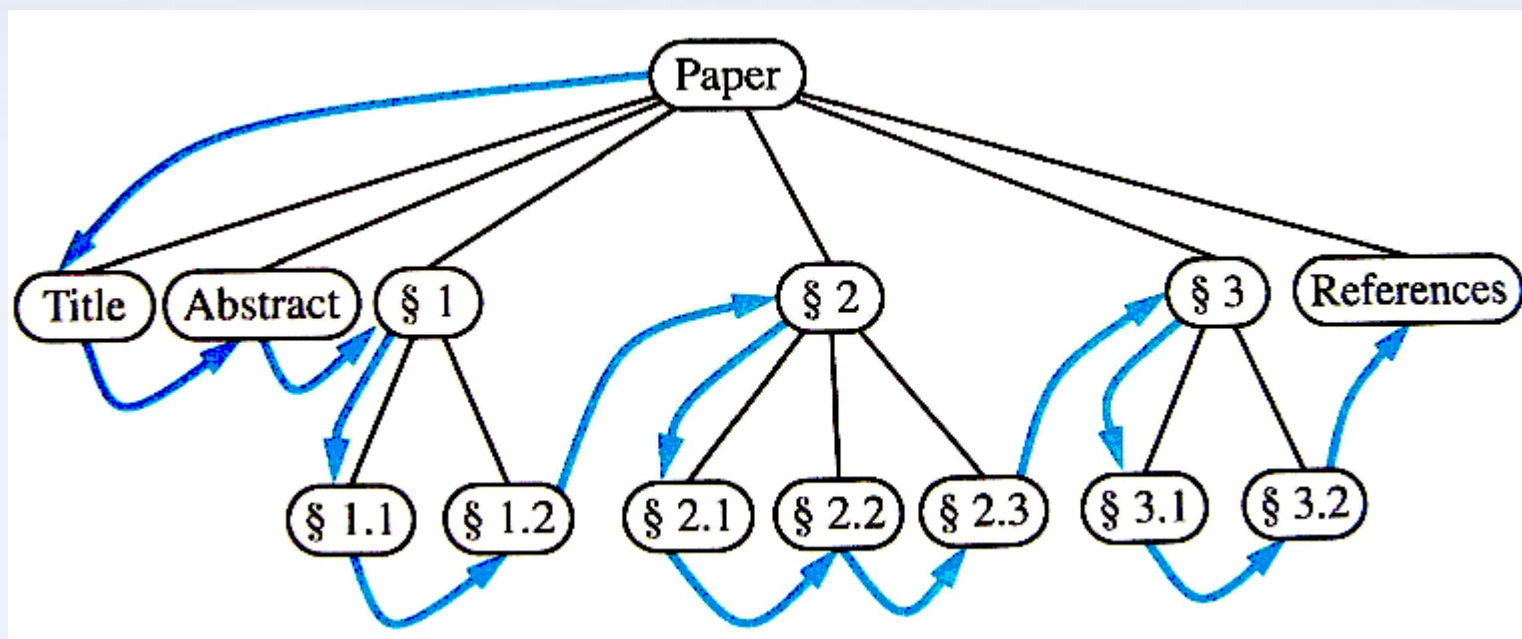 Paper
Title Abstract § 1 § 2 § 3 References
§ 1.1 § 1.2 § 2.1 § 2.2 § 2.3 § 3.1 § 3.2